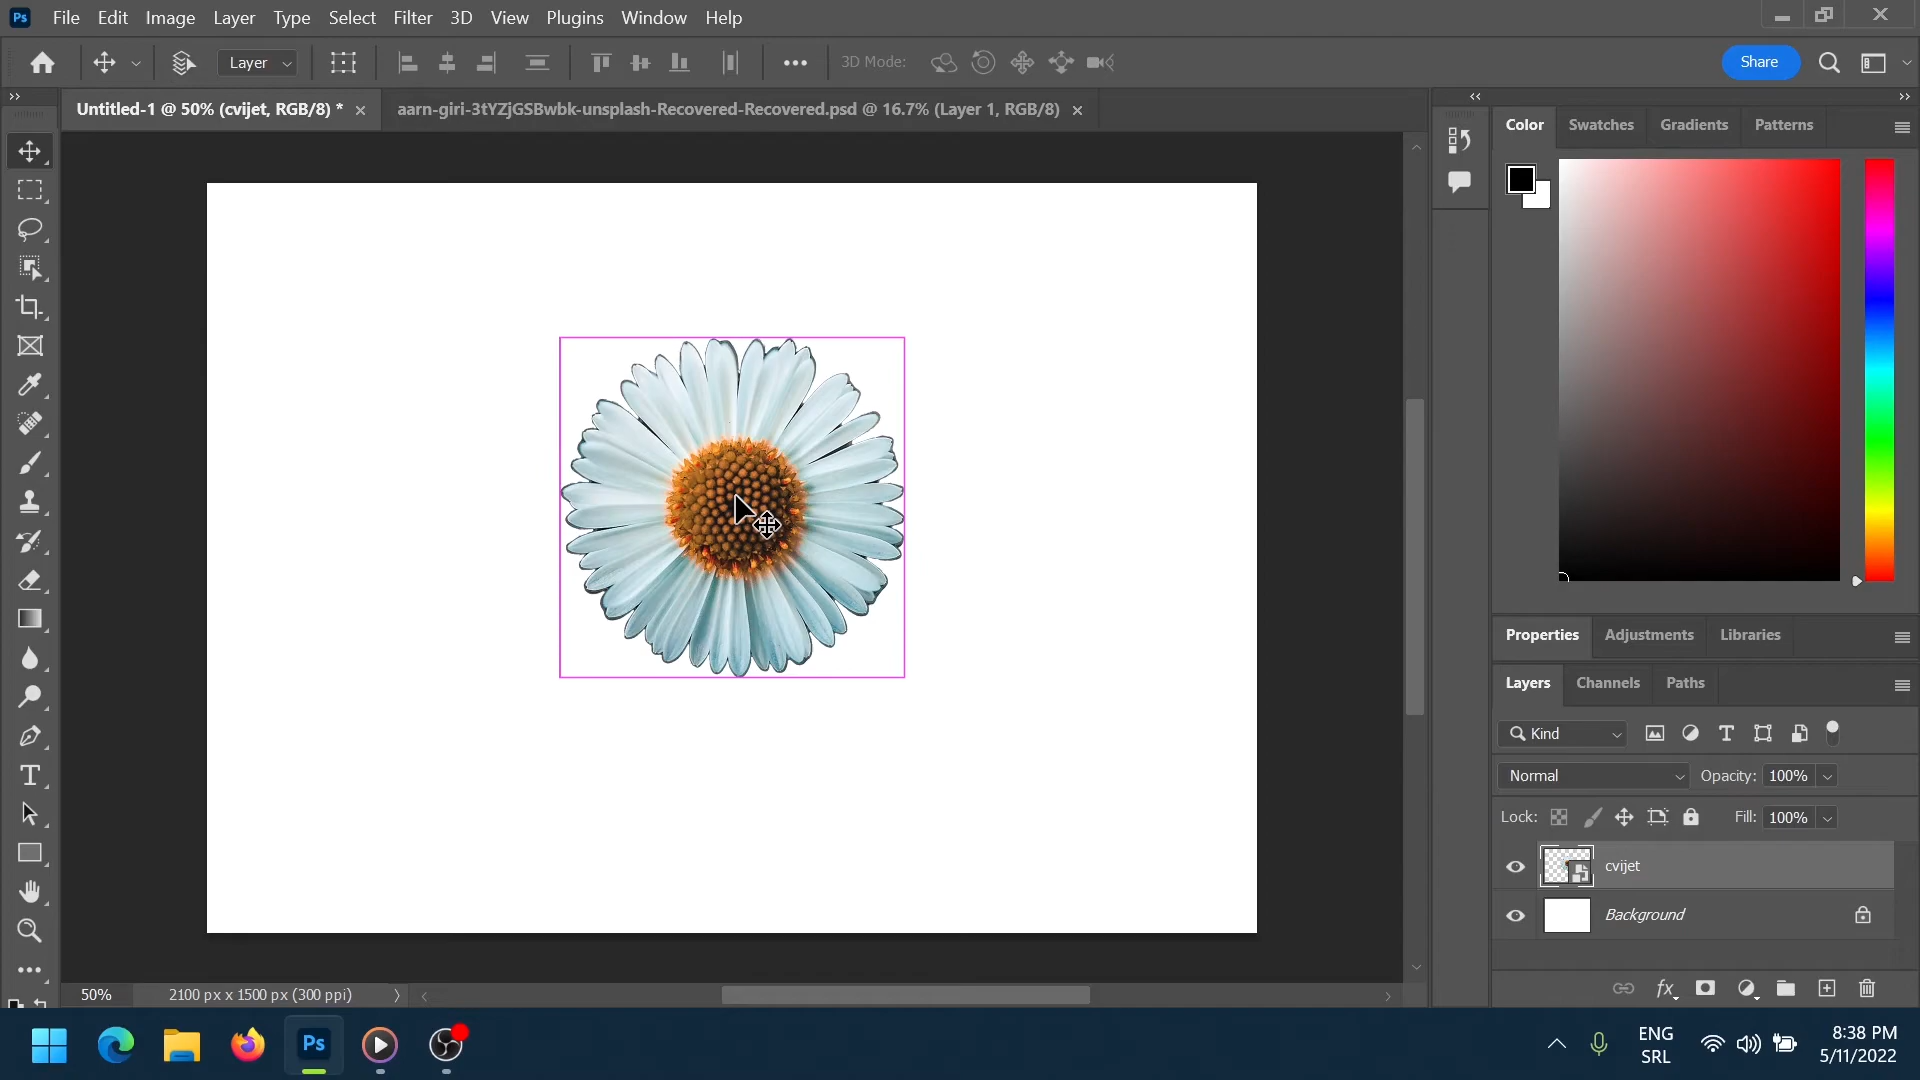 Ps File Edit Image Layer Type Select Filter 3D View Plugins Window Help
Layer 3D Mode: Share
Untitled-1 @ 50% (cvijet, RGB/8) * aarn-giri-3tYZjGSBwbk-unsplash-Recovered-Recovered.psd @ 16.7% (Layer 1, RGB/8)
Color Swatches Gradients Patterns
Properties Adjustments Libraries
Layers Channels Paths
Kind
Normal Opacity: 100%
Lock: Fill: 100%
cvijet
Background
fx
50% 2100 px x 1500 px (300 ppi)
Ps
ENG
SRL
8:38 PM
5/11/2022